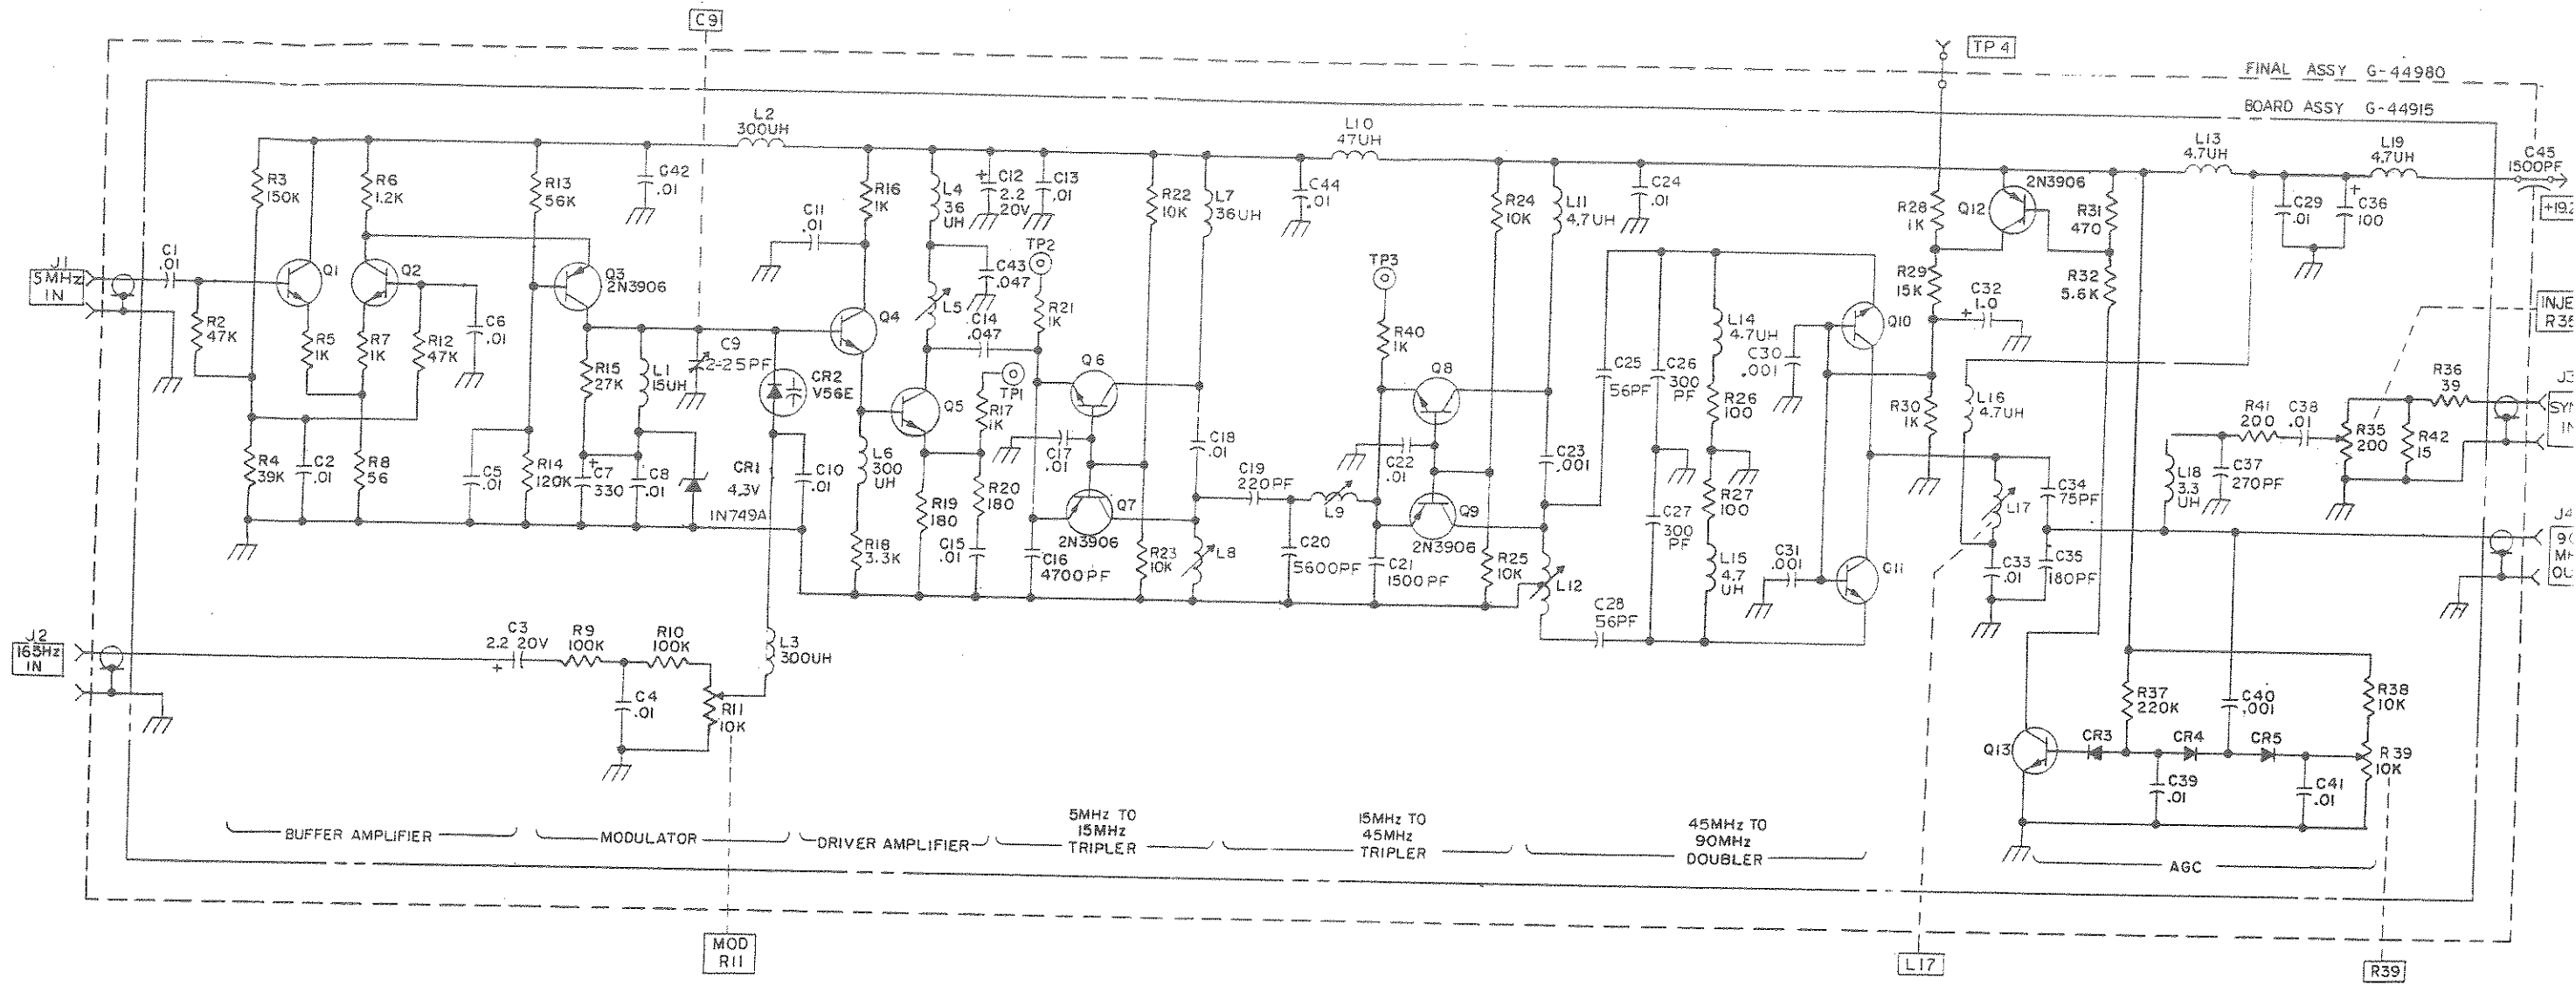 C9
TP 4
FINAL ASSY G-44980
BOARD ASSY G-44915
L2
300UH
L10
47UH
L13
4.7UH
L19
4.7UH
C45
1500PF
R3
150K
R6
1.2K
R13
56K
C42
.01
R16
1K
L4
36
UH
C12
2.2
20V
C13
.01
R22
10K
L7
36UH
C44
.01
R24
10K
L11
4.7UH
C24
.01
R28
1K
2N3906
Q12
R31
470
C29
.01
C36
100
C11
.01
TP2
TP3
J1
5MHz
IN
C1
.01
Q1
Q2
Q3
2N3906
C43
.047
L5
C14
.047
R21
1K
R29
15K
R32
5.6K
C32
1.0
R2
47K
R5
1K
R7
1K
R12
47K
C6
.01
C9
2-25PF
Q4
R40
1K
L14
4.7UH
Q10
C30
.001
R15
27K
L1
15UH
CR2
V56E
TP1
Q6
Q8
C25
56PF
C26
300
PF
R26
100
R30
1K
L16
4.7UH
R36
39
Q5
R17
1K
R41
200
C38
.01
R35
200
R42
15
R4
39K
C2
.01
R8
56
C5
.01
R14
120K
C7
330
C8
.01
CR1
4.3V
1N749A
C10
.01
L6
300
UH
C17
.01
C18
.01
C19
220PF
L9
C22
.01
C23
.001
R27
100
C27
300
PF
L17
C34
75PF
L18
3.3
UH
C37
270PF
R19
180
R20
180
Q7
2N3906
Q9
2N3906
R18
3.3K
C15
.01
C16
4700PF
R23
10K
L8
C20
5600PF
C21
1500PF
R25
10K
L12
L15
4.7
UH
C31
.001
Q11
C33
.01
C35
180PF
C28
56PF
J2
165Hz
IN
C3
2.2 20V
R9
100K
R10
100K
L3
300UH
C4
.01
R11
10K
R37
220K
C40
.001
R38
10K
Q13
CR3
CR4
CR5
R39
10K
C39
.01
C41
.01
BUFFER AMPLIFIER
MODULATOR
DRIVER AMPLIFIER
5MHz TO
15MHz
TRIPLER
15MHz TO
45MHz
TRIPLER
45MHz TO
90MHz
DOUBLER
AGC
MOD
R11
L17
R39